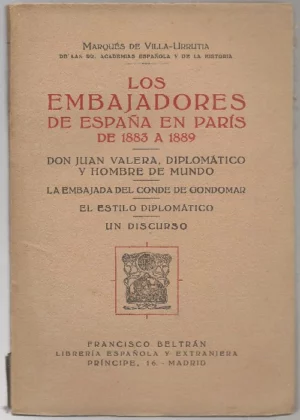 MARQUÉS DE VILLA-URRUTIA
DE LAS RR. ACADEMIAS ESPAÑOLA Y DE LA HISTORIA
LOS
EMBAJADORES
DE ESPAÑA EN PARÍS
DE 1883 A 1889
DON JUAN VALERA, DIPLOMÁTICO
Y HOMBRE DE MUNDO
LA EMBAJADA DEL CONDE DE GONDOMAR
EL ESTILO DIPLOMÁTICO
UN DISCURSO
FRANCISCO BELTRÁN
LIBRERÍA ESPAÑOLA Y EXTRANJERA
PRÍNCIPE, 16.-MADRID